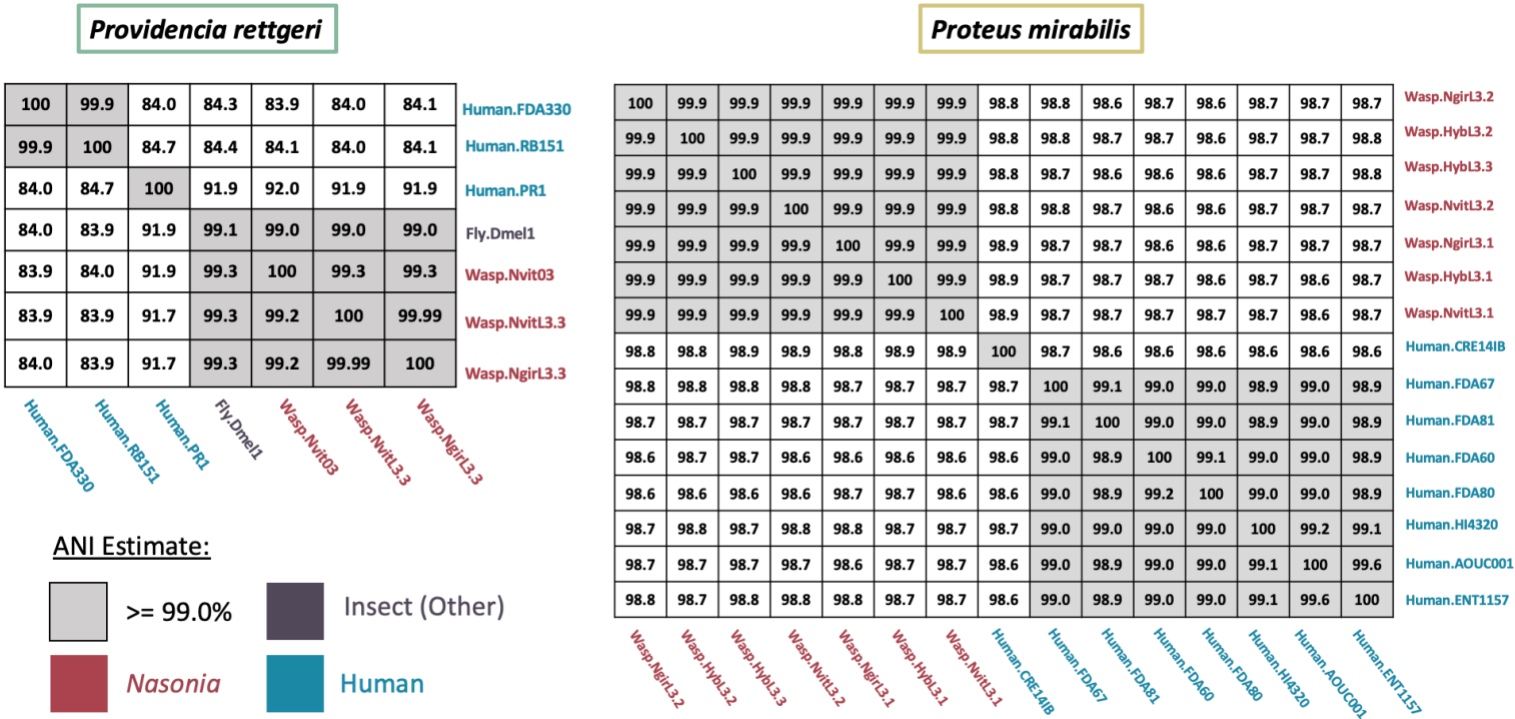 Providencia rettgeri
Proteus mirabilis
100 99.9 84.0 84.3 83.9 84.0 84.1 Human.FDA330
99.9 100 84.7 84.4 84.1 84.0 84.1 Human.RB151
84.0 84.7 100 91.9 92.0 91.9 91.9 Human.PR1
84.0 83.9 91.9 99.1 99.0 99.0 99.0 Fly.Dmel1
83.9 84.0 91.9 99.3 100 99.3 99.3 Wasp.Nvit03
83.9 83.9 91.7 99.3 99.2 100 99.99 Wasp.NvitL3.3
84.0 83.9 91.7 99.3 99.2 99.99 100 Wasp.NgirL3.3
Human.FDA330
Human.RB151
Human.PR1
Fly.Dmel1
Wasp.Nvit03
Wasp.NvitL3.3
Wasp.NgirL3.3
ANI Estimate:
>= 99.0%
Insect (Other)
Nasonia
Human
100 99.9 99.9 99.9 99.9 99.9 99.9 98.8 98.8 98.6 98.7 98.6 98.7 98.7 98.7 Wasp.NgirL3.2
99.9 100 99.9 99.9 99.9 99.9 99.9 98.8 98.8 98.7 98.7 98.6 98.7 98.7 98.8 Wasp.HybL3.2
99.9 99.9 100 99.9 99.9 99.9 99.9 98.8 98.7 98.6 98.6 98.6 98.7 98.7 98.8 Wasp.HybL3.3
99.9 99.9 99.9 100 99.9 99.9 99.9 98.8 98.8 98.7 98.6 98.6 98.7 98.7 98.7 Wasp.NvitL3.2
99.9 99.9 99.9 99.9 100 99.9 99.9 98.9 98.7 98.7 98.6 98.6 98.7 98.7 98.7 Wasp.NgirL3.1
99.9 99.9 99.9 99.9 99.9 100 99.9 98.9 98.7 98.7 98.7 98.6 98.7 98.6 98.7 Wasp.HybL3.1
99.9 99.9 99.9 99.9 99.9 99.9 100 98.9 98.7 98.7 98.7 98.7 98.7 98.6 98.7 Wasp.NvitL3.1
98.8 98.8 98.9 98.9 98.8 98.9 98.9 100 98.7 98.6 98.6 98.6 98.6 98.6 98.6 Human.CRE14IB
98.8 98.8 98.8 98.8 98.7 98.7 98.7 98.7 100 99.1 99.0 99.0 98.9 99.0 98.9 Human.FDA67
98.7 98.7 98.7 98.7 98.7 98.7 98.7 98.6 99.1 100 99.0 99.0 98.9 99.0 98.9 Human.FDA81
98.6 98.7 98.7 98.6 98.6 98.6 98.6 98.6 99.0 98.9 100 99.1 99.0 99.0 98.9 Human.FDA60
98.6 98.6 98.6 98.6 98.7 98.7 98.6 98.6 99.0 98.9 99.2 100 99.0 99.0 98.9 Human.FDA80
98.7 98.8 98.7 98.8 98.8 98.7 98.7 98.7 99.0 99.0 99.0 99.0 100 99.2 99.1 Human.HI4320
98.7 98.7 98.7 98.7 98.6 98.7 98.7 98.6 99.0 98.9 99.0 99.0 99.1 100 99.6 Human.AOUC001
98.8 98.7 98.8 98.8 98.8 98.7 98.7 98.6 99.0 98.9 99.0 99.0 99.1 99.6 100 Human.ENT1157
Wasp.NgirL3.2
Wasp.HybL3.2
Wasp.HybL3.3
Wasp.NvitL3.2
Wasp.NgirL3.1
Wasp.HybL3.1
Wasp.NvitL3.1
Human.CRE14IB
Human.FDA67
Human.FDA81
Human.FDA60
Human.FDA80
Human.HI4320
Human.AOUC001
Human.ENT1157